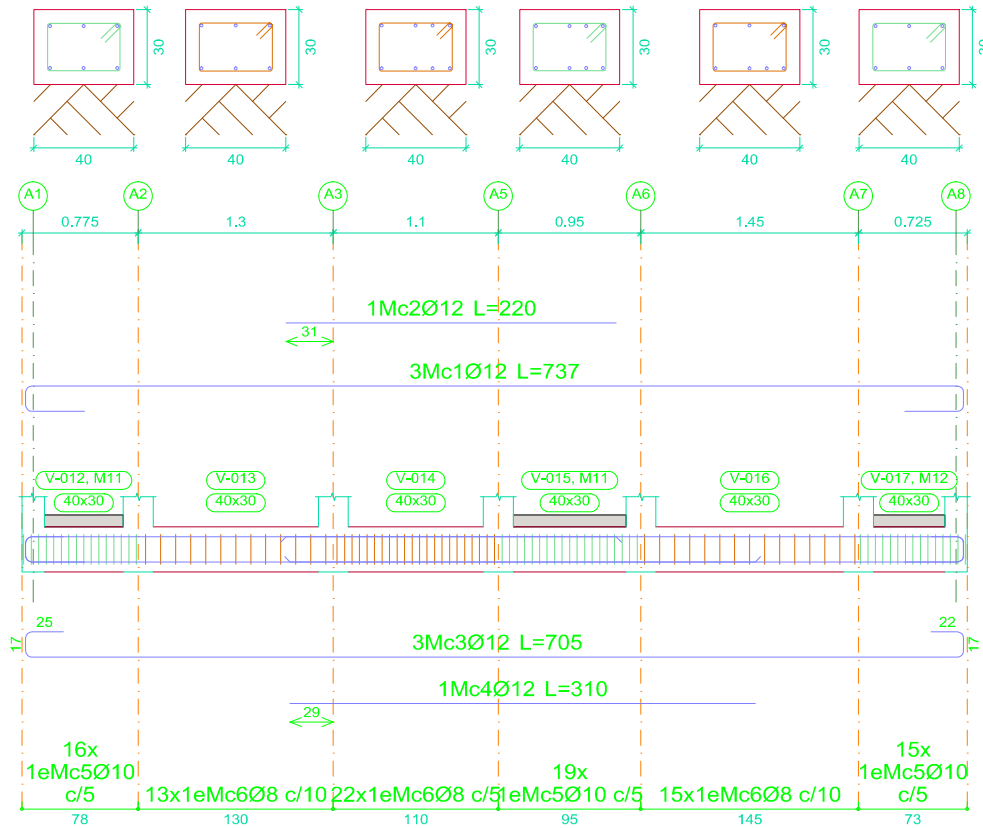 30 30 30 30 30 30
40 40 40 40 40 40
A1 A2 A3 A5 A6 A7 A8
0.775 1.3 1.1 0.95 1.45 0.725
1Mc2Ø12 L=220
31
3Mc1Ø12 L=737
V-012, M11 V-013 V-014 V-015, M11 V-016 V-017, M12
40x30 40x30 40x30 40x30 40x30 40x30
25 22
17 3Mc3Ø12 L=705 17
1Mc4Ø12 L=310
29
16x 15x
1eMc5Ø10 19x 1eMc5Ø10
c/5 13x1eMc6Ø8 c/10 22x1eMc6Ø8 c/5 1eMc5Ø10 c/5 15x1eMc6Ø8 c/10 c/5
78 130 110 95 145 73